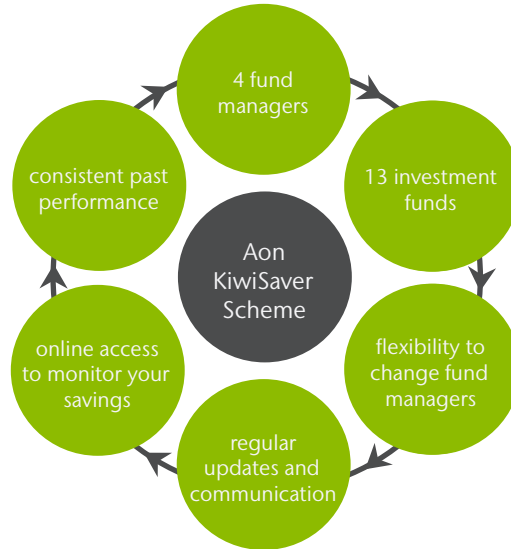 4 fund
managers
13 investment
funds
flexibility to
change fund
managers
regular
updates and
communication
online access
to monitor your
savings
consistent past
performance
Aon
KiwiSaver
Scheme